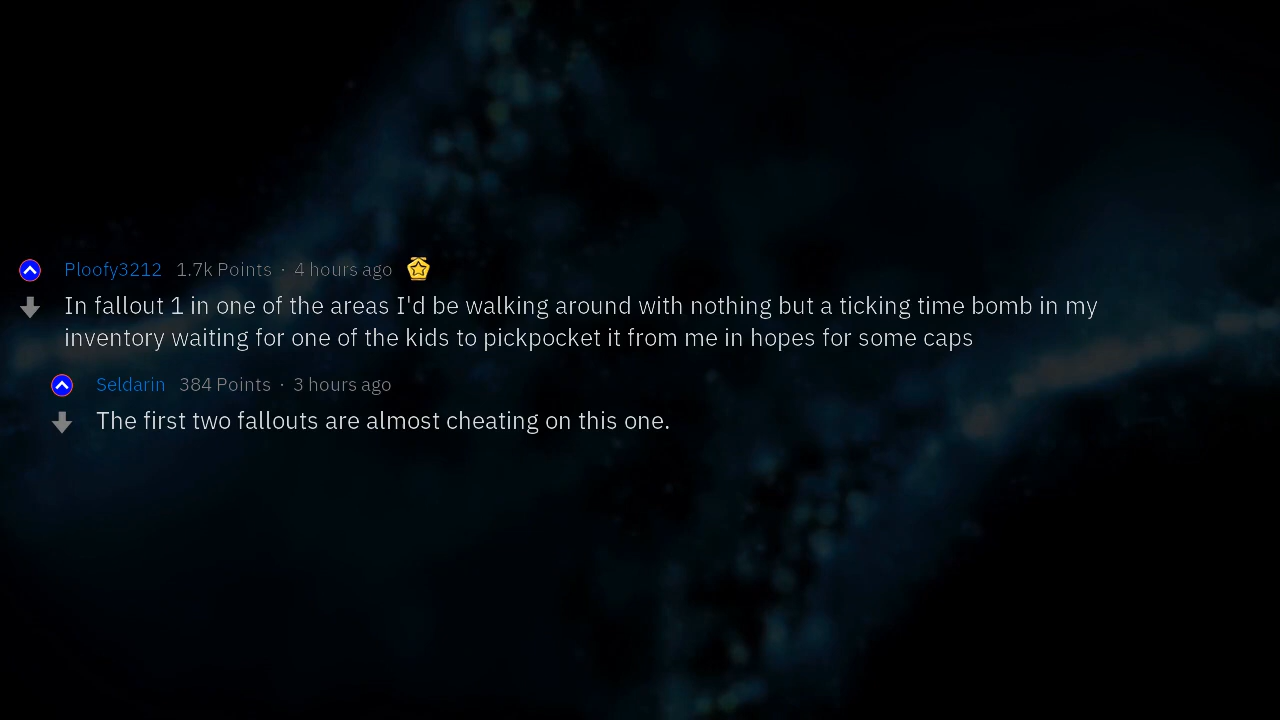 Ploofy3212 1.7k Points · 4 hours ago
In fallout 1 in one of the areas I'd be walking around with nothing but a ticking time bomb in my
inventory waiting for one of the kids to pickpocket it from me in hopes for some caps
Seldarin 384 Points · 3 hours ago
The first two fallouts are almost cheating on this one.